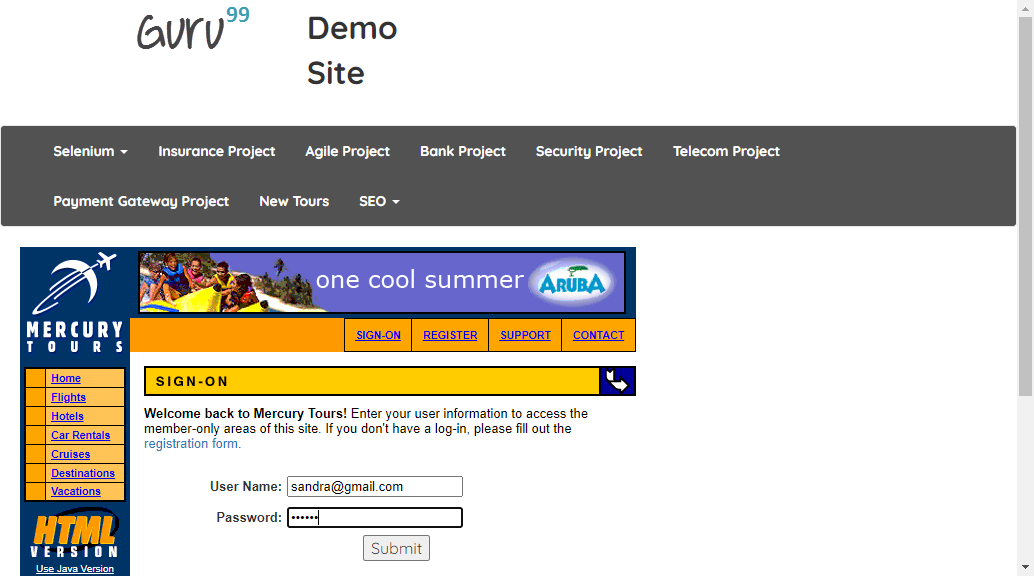 Guru99
Demo
Site
Selenium
Insurance Project
Agile Project
Bank Project
Security Project
Telecom Project
Payment Gateway Project
New Tours
SEO
one cool summer
ARUBA
MERCURY
TOURS
SIGN-ON
REGISTER
SUPPORT
CONTACT
Home
Flights
Hotels
Car Rentals
Cruises
Destinations
Vacations
HTML
VERSION
Use Java Version
SIGN-ON
Welcome back to Mercury Tours! Enter your user information to access the
member-only areas of this site. If you don't have a log-in, please fill out the
registration form.
User Name: sandra@gmail.com
Password: ••••••
Submit